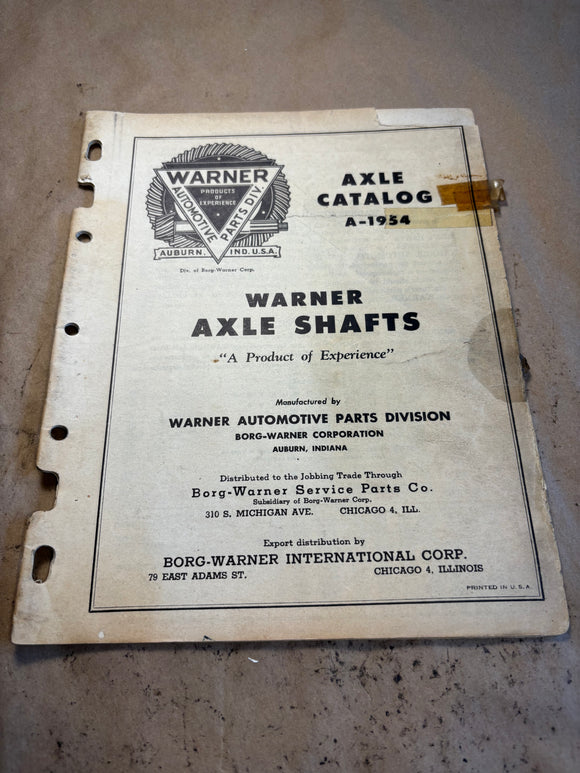 WARNER
PRODUCTS
OF
EXPERIENCE
AUTOMOTIVE PARTS DIV.
AUBURN, IND. U.S.A.
Div. of Borg-Warner Corp.
AXLE
CATALOG
A-1954
WARNER
AXLE SHAFTS
"A Product of Experience"
Manufactured by
WARNER AUTOMOTIVE PARTS DIVISION
BORG-WARNER CORPORATION
AUBURN, INDIANA
Distributed to the Jobbing Trade Through
Borg-Warner Service Parts Co.
Subsidiary of Borg-Warner Corp.
310 S. MICHIGAN AVE. CHICAGO 4, ILL.
Export distribution by
BORG-WARNER INTERNATIONAL CORP.
79 EAST ADAMS ST. CHICAGO 4, ILLINOIS
PRINTED IN U.S.A.